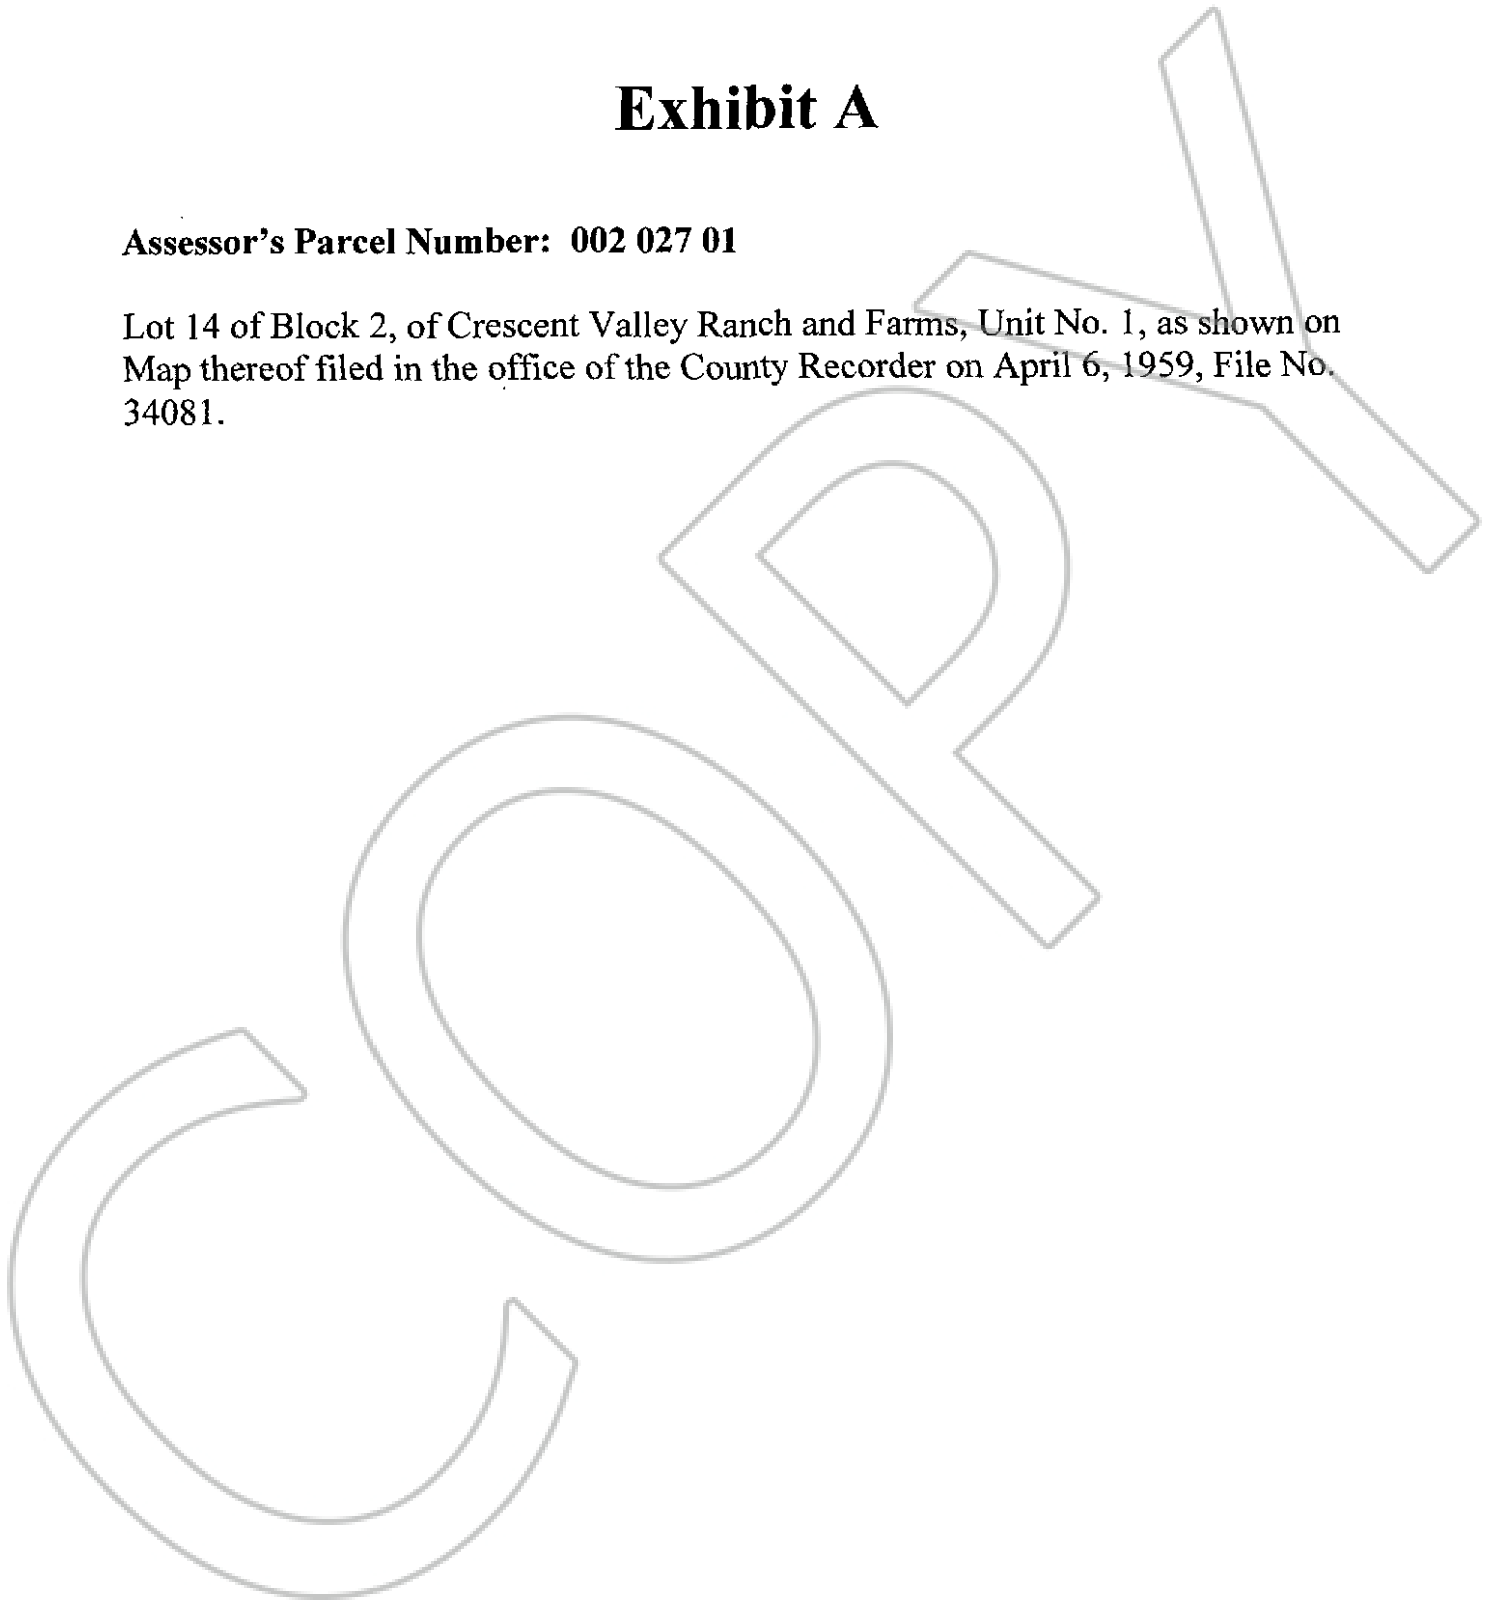 Exhibit A
Assessor's Parcel Number:  002 027 01
Lot 14 of Block 2, of Crescent Valley Ranch and Farms, Unit No. 1, as shown on
Map thereof filed in the office of the County Recorder on April 6, 1959, File No.
34081.
COPY